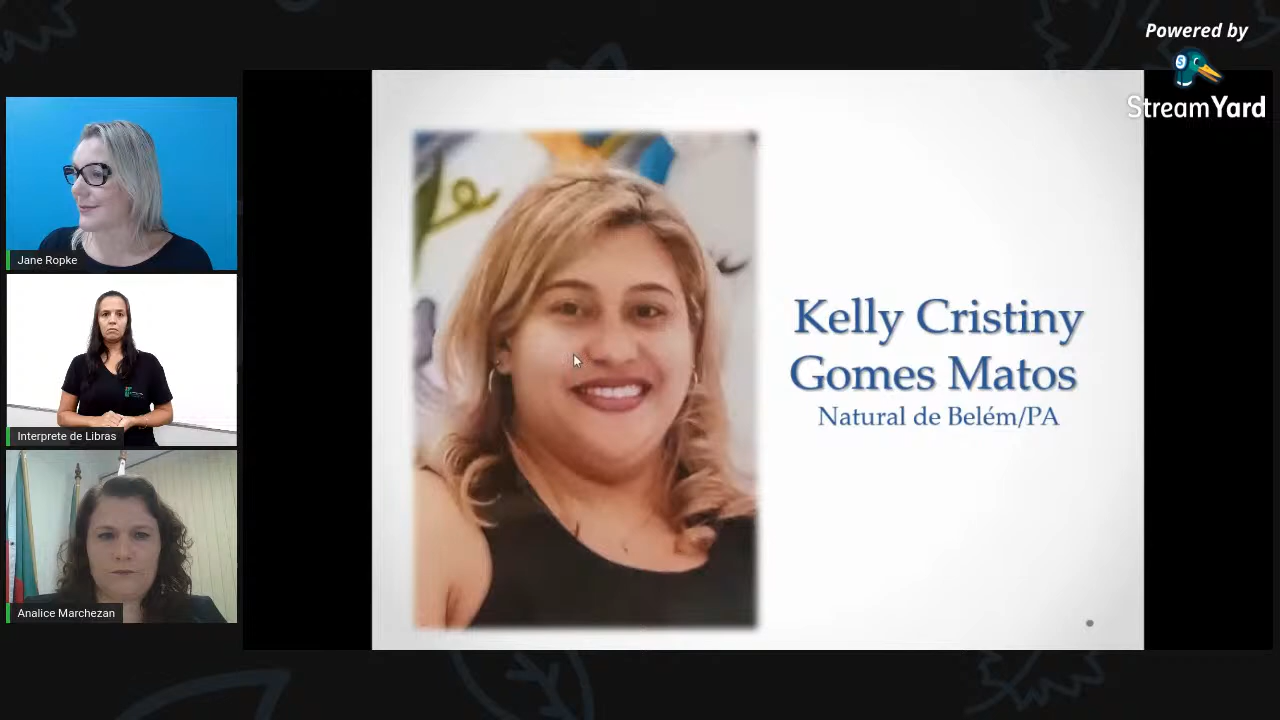 Powered by
StreamYard
Jane Ropke
Interprete de Libras
Analice Marchezan
Kelly Cristiny
Gomes Matos
Natural de Belém/PA